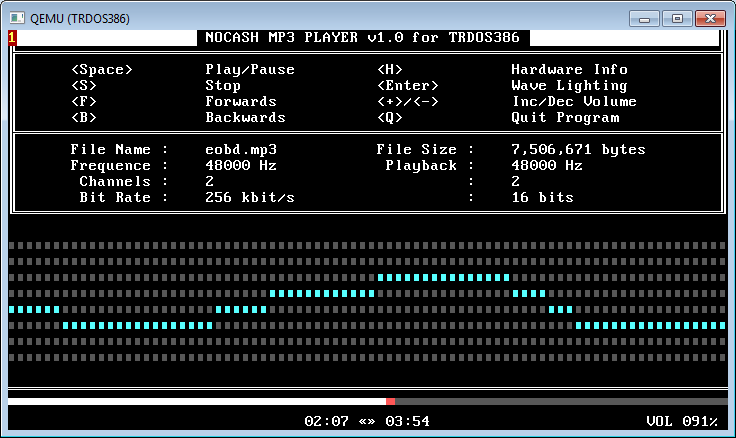 QEMU (TRDOS386)
1 NOCASH MP3 PLAYER v1.0 for TRDOS386
<Space> Play/Pause <H> Hardware Info
<S> Stop <Enter> Wave Lighting
<F> Forwards <+>/<-> Inc/Dec Volume
<B> Backwards <Q> Quit Program
File Name : eobd.mp3 File Size : 7,506,671 bytes
Frequence : 48000 Hz Playback : 48000 Hz
Channels : 2 : 2
Bit Rate : 256 kbit/s : 16 bits
02:07 «» 03:54 VOL 091%